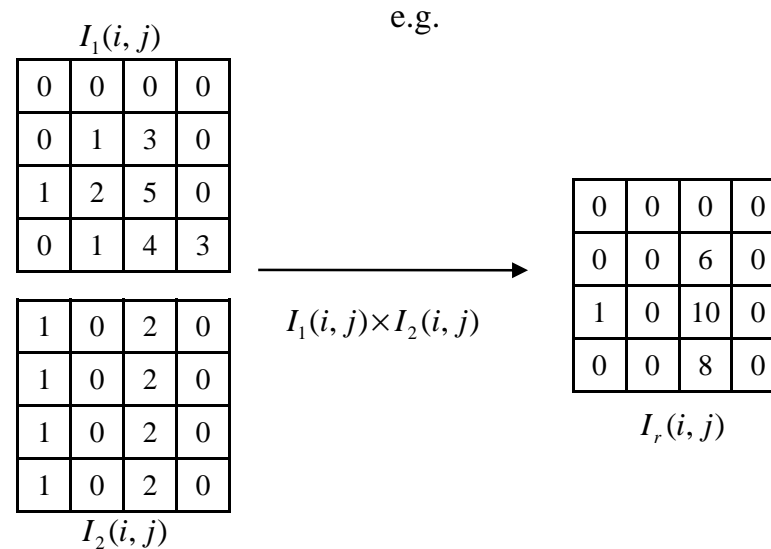 e.g.
I₁(i, j)
0 0 0 0
0 1 3 0
1 2 5 0
0 1 4 3
1 0 2 0
1 0 2 0
1 0 2 0
1 0 2 0
I₂(i, j)
I₁(i, j)×I₂(i, j)
0 0 0 0
0 0 6 0
1 0 10 0
0 0 8 0
Iᵣ(i, j)